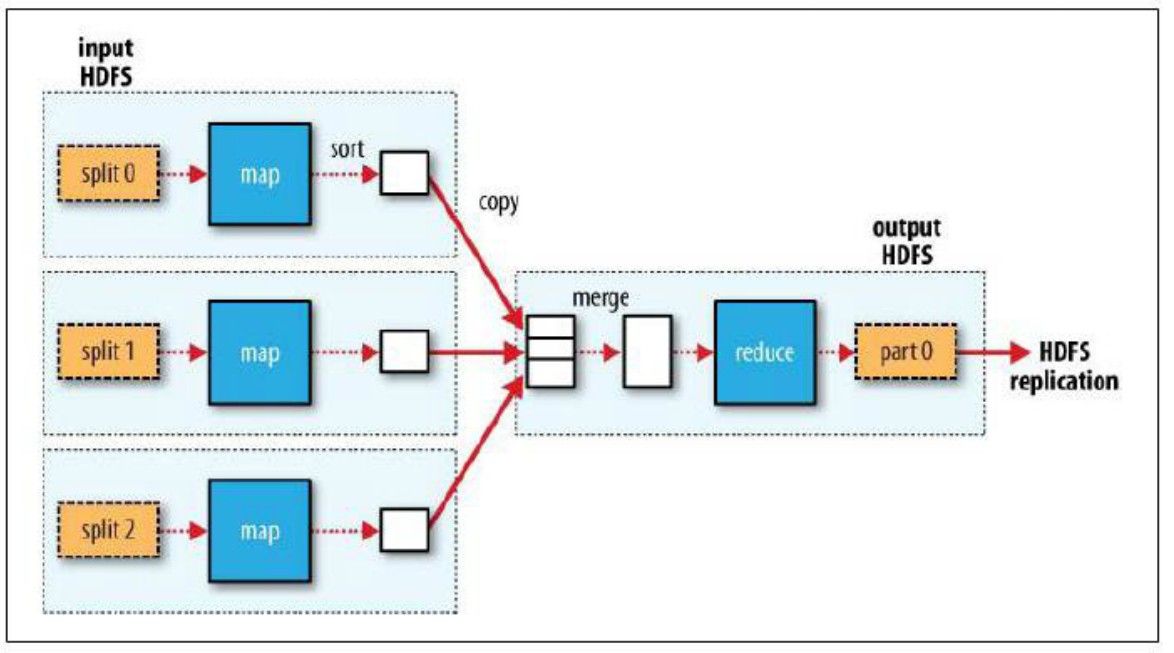 input
HDFS
split 0
map
sort
copy
split 1
map
split 2
map
merge
reduce
output
HDFS
part 0
HDFS
replication